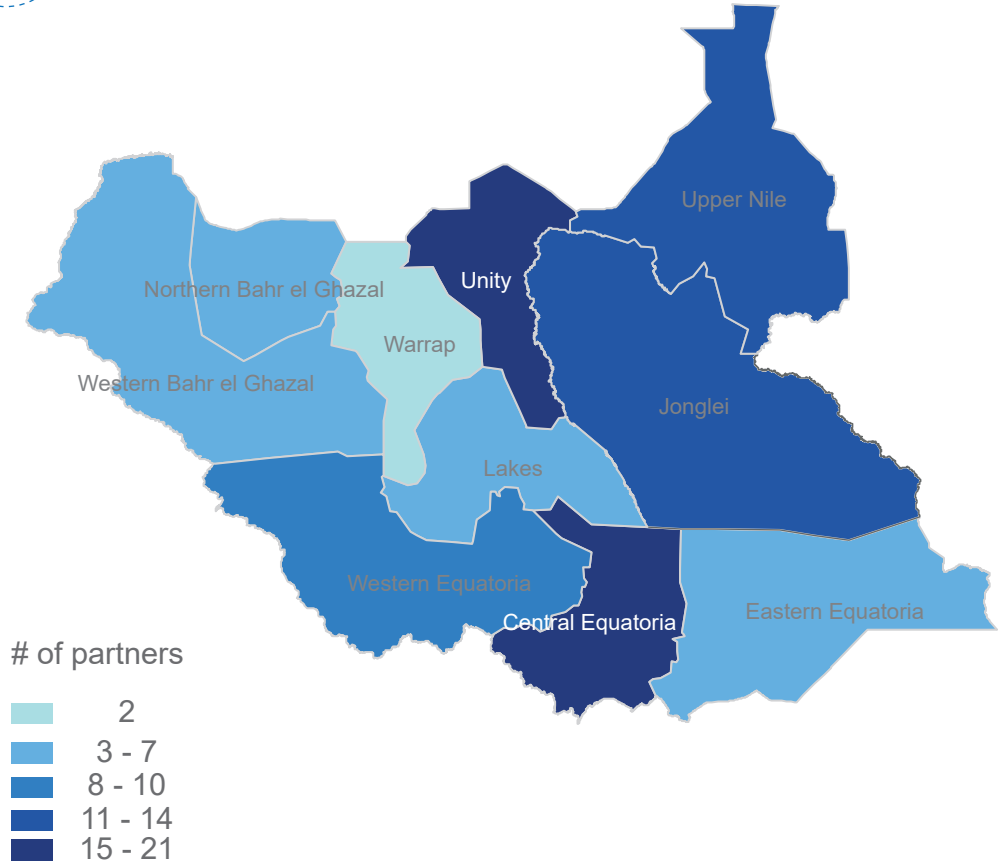 Upper Nile
Unity
Northern Bahr el Ghazal
Warrap
Western Bahr el Ghazal
Jonglei
Lakes
Western Equatoria
Eastern Equatoria
Central Equatoria
# of partners
2
3 - 7
8 - 10
11 - 14
15 - 21